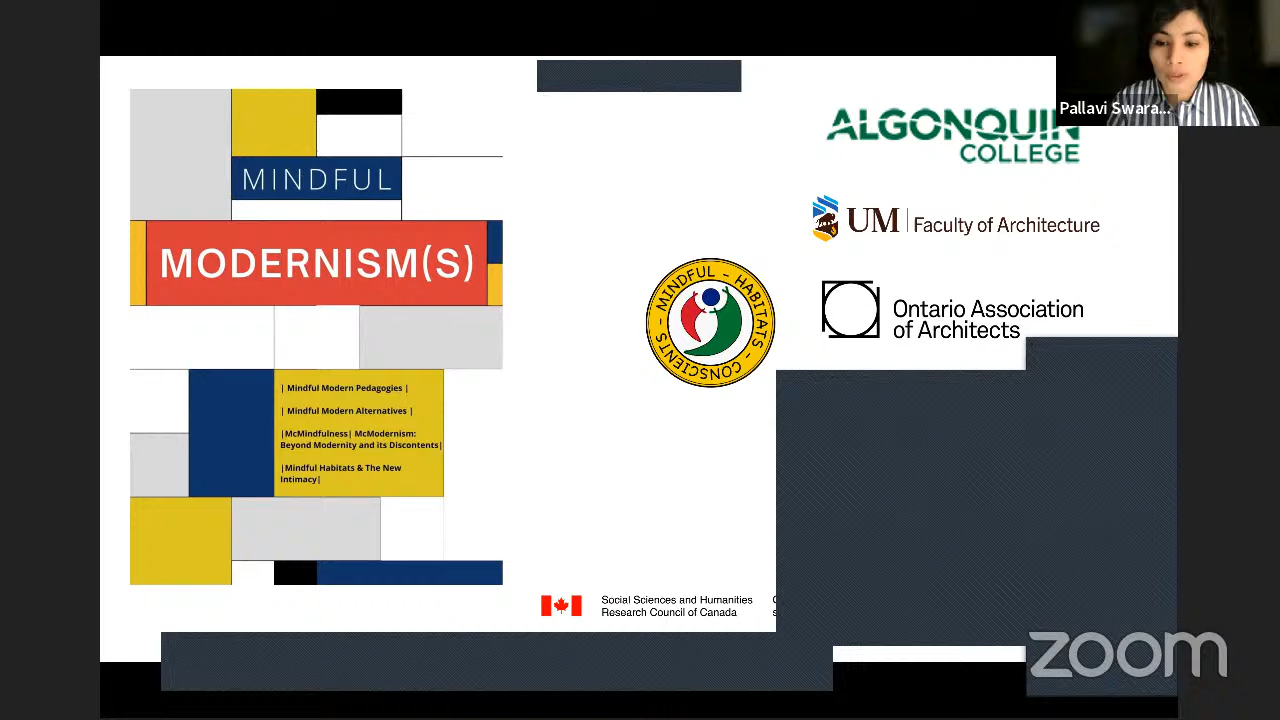 MINDFUL
MODERNISM(S)
| Mindful Modern Pedagogies |
| Mindful Modern Alternatives |
|McMindfulness| McModernism:
Beyond Modernity and its Discontents|
|Mindful Habitats & The New
Intimacy|
MINDFUL - HABITATS - CONSCIENTS -
ALGONQUIN
COLLEGE
UM Faculty of Architecture
Ontario Association
of Architects
Social Sciences and Humanities
Research Council of Canada
Pallavi Swara...
zoom